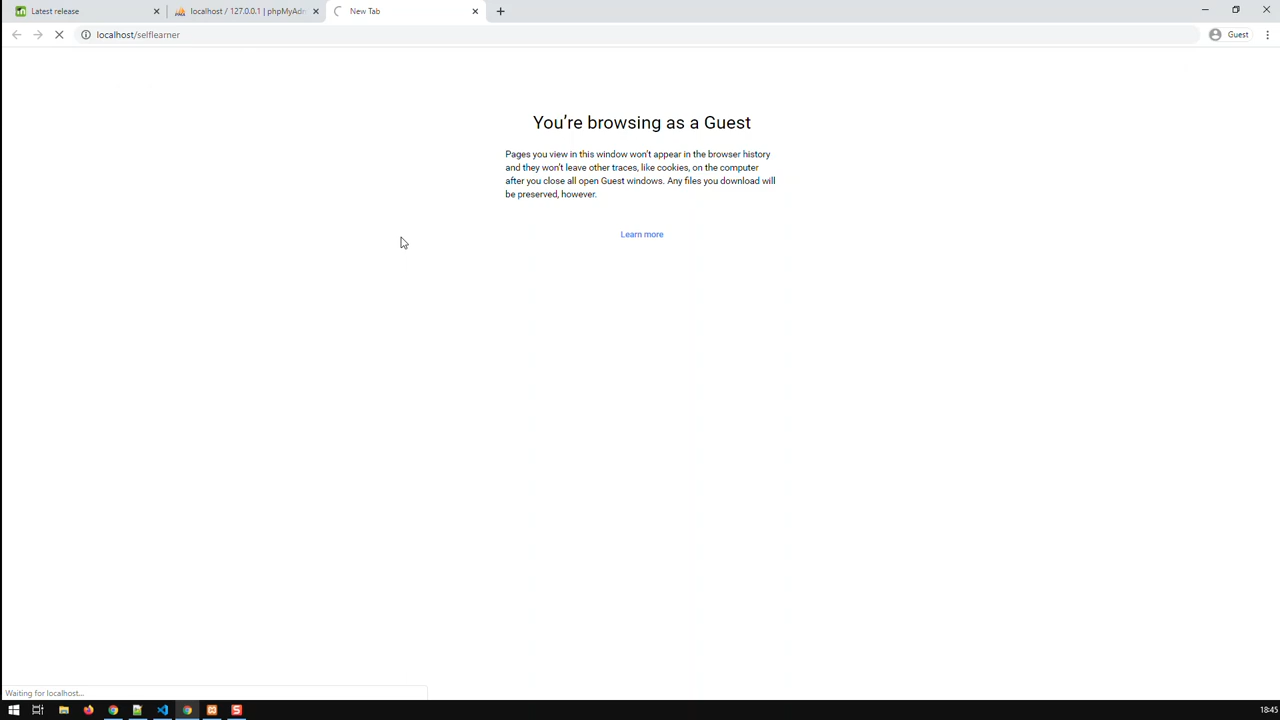 Latest release
localhost / 127.0.0.1 | phpMyAdm
New Tab
localhost/selflearner
Guest
You're browsing as a Guest
Pages you view in this window won't appear in the browser history
and they won't leave other traces, like cookies, on the computer
after you close all open Guest windows. Any files you download will
be preserved, however.
Learn more
Waiting for localhost...
18:45